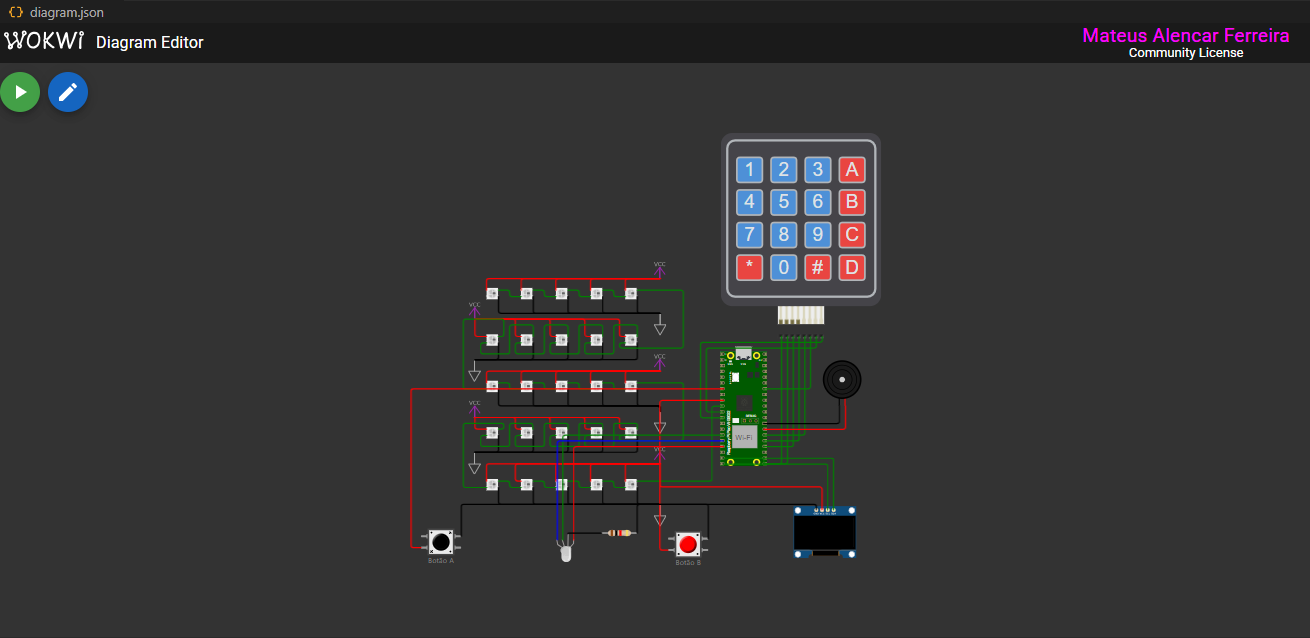 {} diagram.json
WOKWi Diagram Editor
Mateus Alencar Ferreira
Community License
1 2 3 A
4 5 6 B
7 8 9 C
* 0 # D
VCC
VCC
VCC
VCC
Wi-Fi
VCC
Botão A
Botão B